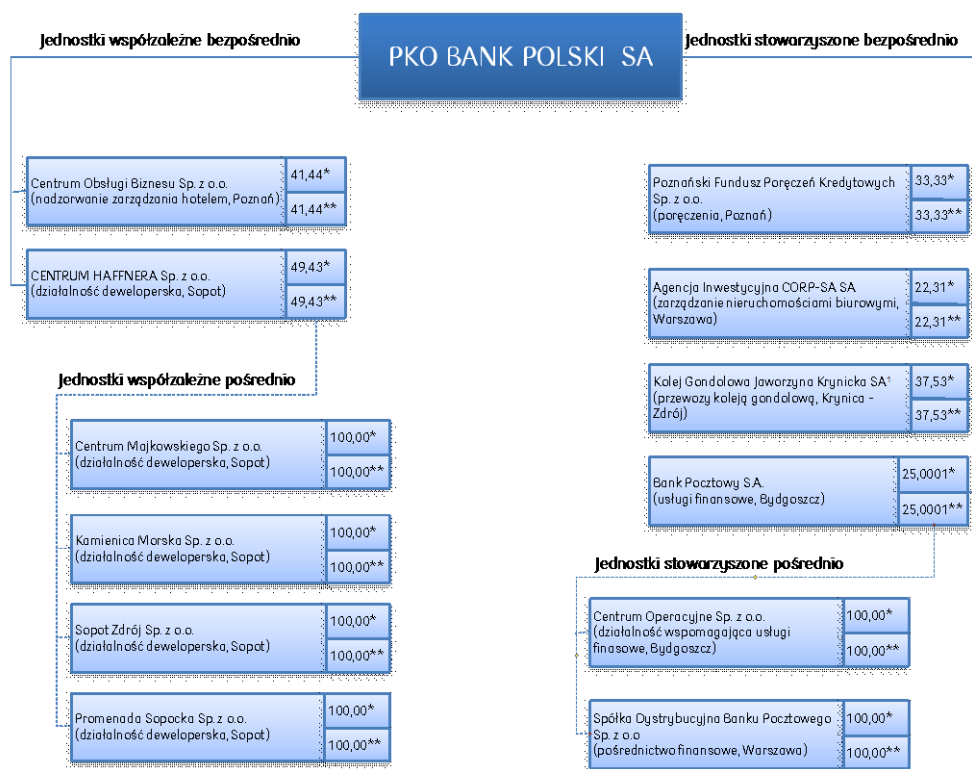 Jednostki współzależne bezpośrednio
PKO BANK POLSKI SA
Jednostki stowarzyszone bezpośrednio
Centrum Obsługi Biznesu Sp. z o.o.
(nadzorwanie zarządzania hotelem, Poznań)
41,44*
41,44**
CENTRUM HAFFNERA Sp. z o.o.
(działalność deweloperska, Sopot)
49,43*
49,43**
Jednostki współzależne pośrednio
Centrum Majkowskiego Sp. z o.o.
(działalność deweloperska, Sopot)
100,00*
100,00**
Kamienica Morska Sp. z o.o.
(działalność deweloperska, Sopot)
100,00*
100,00**
Sopot Zdrój Sp. z o.o.
(działalność deweloperska, Sopot)
100,00*
100,00**
Promenada Sopocka Sp. z o.o.
(działalność deweloperska, Sopot)
100,00*
100,00**
Poznański Fundusz Poręczeń Kredytowych
Sp. z o.o.
(poręczenia, Poznań)
33,33*
33,33**
Agencja Inwestycyjna CORP-SA SA
(zarządzanie nieruchomościami biurowymi,
Warszawa)
22,31*
22,31**
Kolej Gondolowa Jaworzyna Krynicka SA¹
(przewozy koleją gondolową, Krynica -
Zdrój)
37,53*
37,53**
Bank Pocztowy S.A.
(usługi finansowe, Bydgoszcz)
25,0001*
25,0001**
Jednostki stowarzyszone pośrednio
Centrum Operacyjne Sp. z o.o.
(działalność wspomagająca usługi
finasowe, Bydgoszcz)
100,00*
100,00**
Spółka Dystrybucyjna Banku Pocztowego
Sp. z o.o
(pośrednictwo finansowe, Warszawa)
100,00*
100,00**